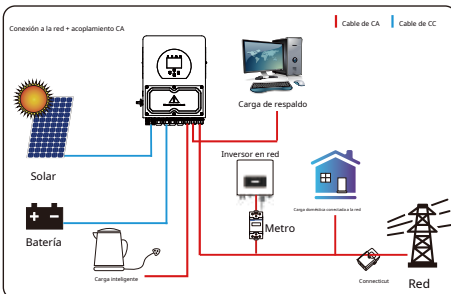 Conexión a la red + acoplamiento CA
Cable de CA
Cable de CC
Carga de respaldo
Solar
Inversor en red
Batería
Metro
Carga doméstica conectada a la red
Carga inteligente
Connecticut
Red